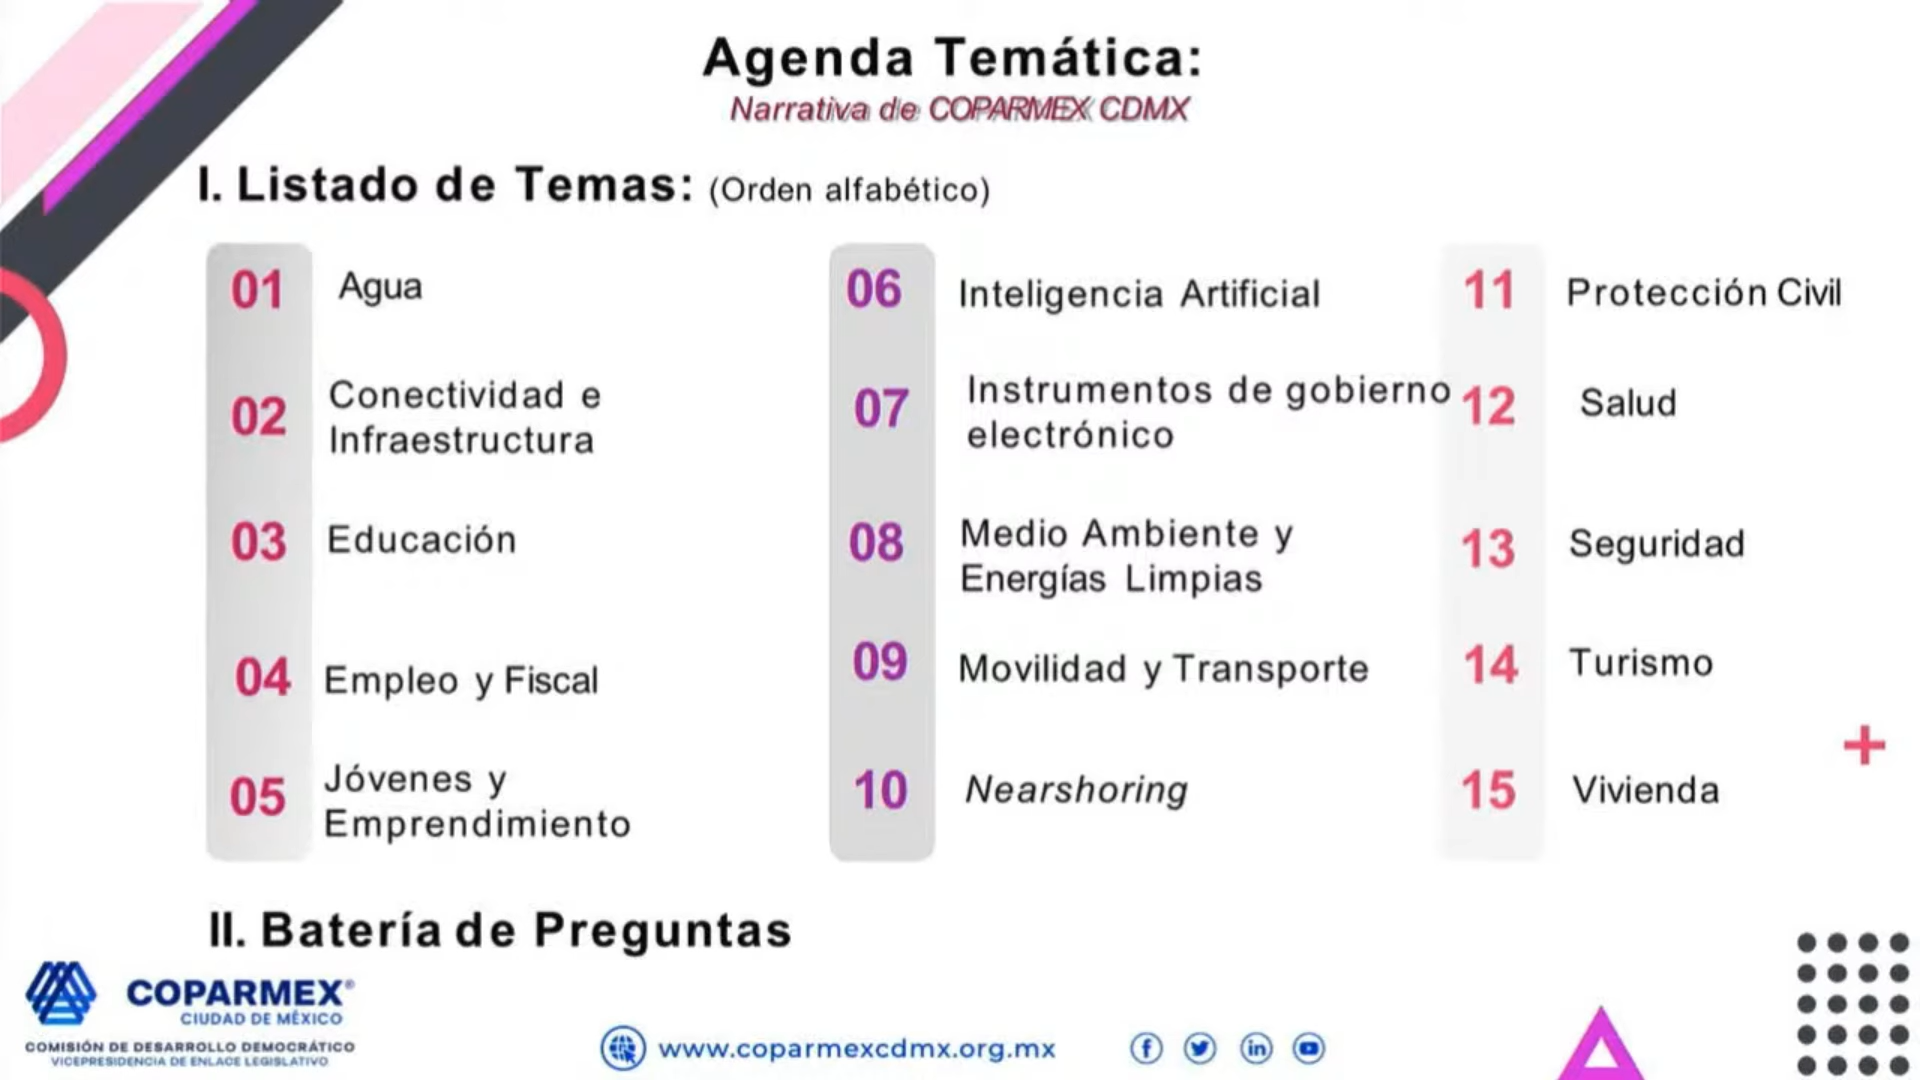 Agenda Temática:
Narrativa de COPARMEX CDMX
I. Listado de Temas: (Orden alfabético)
01 Agua
02 Conectividad e
Infraestructura
03 Educación
04 Empleo y Fiscal
05 Jóvenes y
Emprendimiento
06 Inteligencia Artificial
07 Instrumentos de gobierno
electrónico
08 Medio Ambiente y
Energías Limpias
09 Movilidad y Transporte
10 Nearshoring
11 Protección Civil
12 Salud
13 Seguridad
14 Turismo
15 Vivienda
II. Batería de Preguntas
COPARMEX®
CIUDAD DE MÉXICO
COMISIÓN DE DESARROLLO DEMOCRÁTICO
VICEPRESIDENCIA DE ENLACE LEGISLATIVO
www.coparmexcdmx.org.mx